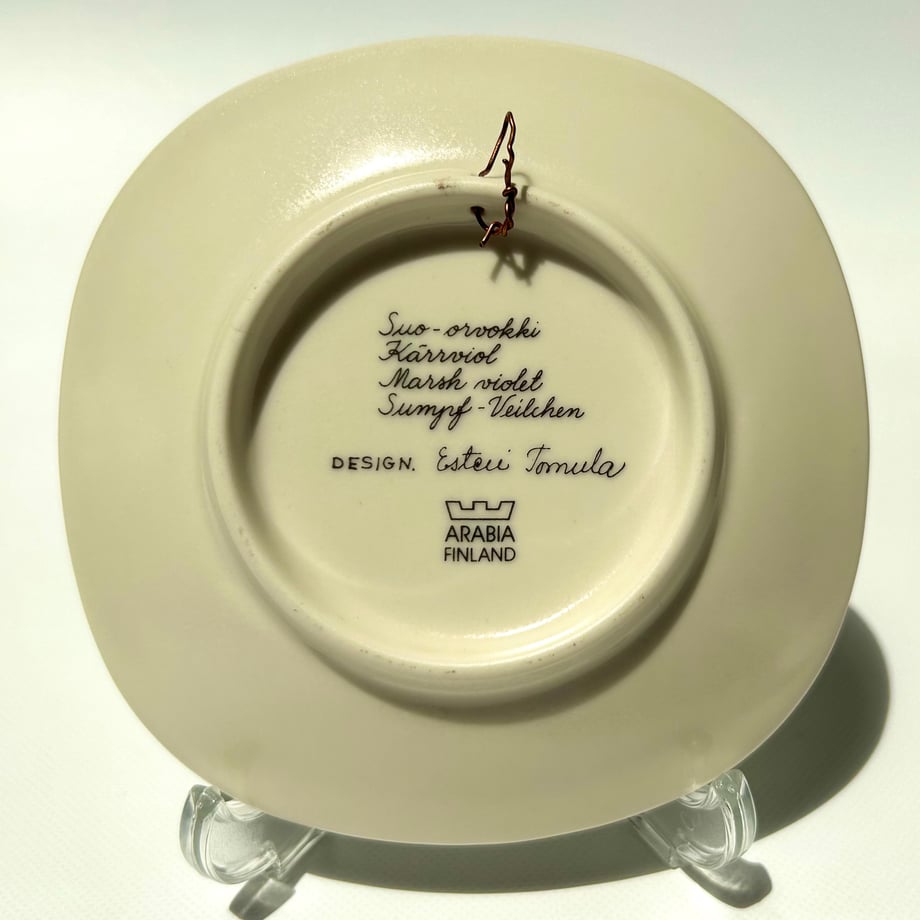 Suo-orvokki
Kärrviol
Marsh violet
Sumpf-Veilchen
DESIGN. Esteri Tomula
ARABIA
FINLAND